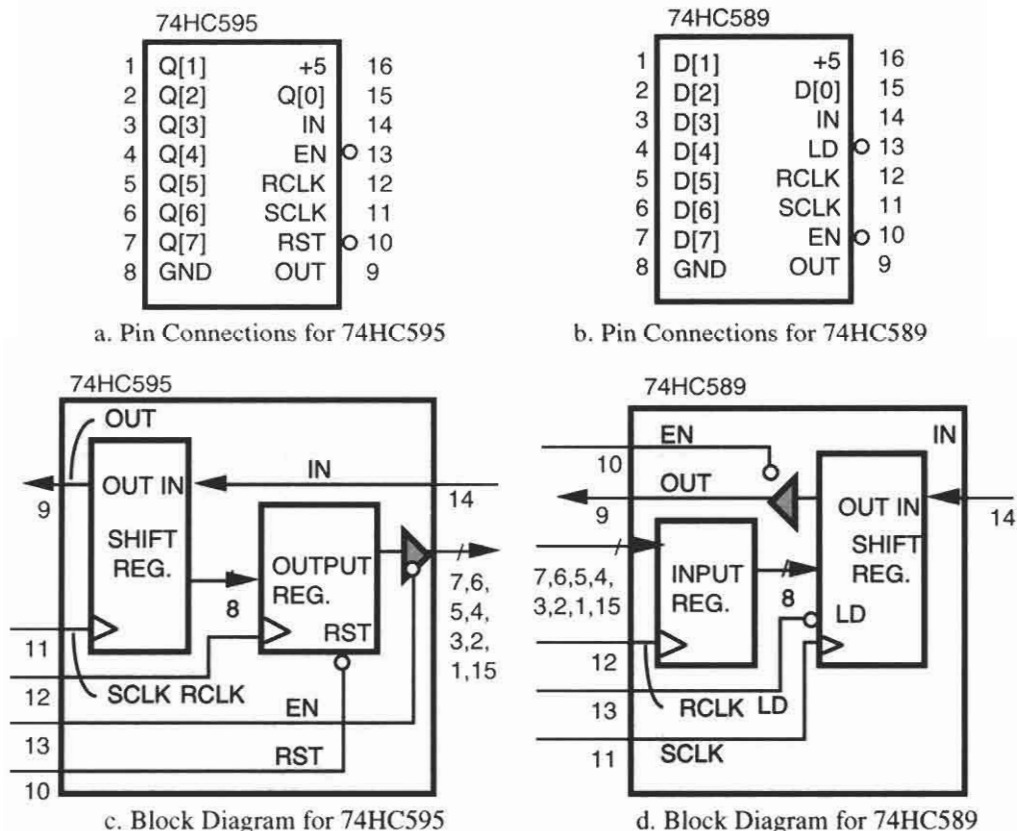 74HC595
1 Q[1] +5 16
2 Q[2] Q[0] 15
3 Q[3] IN 14
4 Q[4] EN 13
5 Q[5] RCLK 12
6 Q[6] SCLK 11
7 Q[7] RST 10
8 GND OUT 9
a. Pin Connections for 74HC595
74HC589
1 D[1] +5 16
2 D[2] D[0] 15
3 D[3] IN 14
4 D[4] LD 13
5 D[5] RCLK 12
6 D[6] SCLK 11
7 D[7] EN 10
8 GND OUT 9
b. Pin Connections for 74HC589
74HC595
OUT
OUT IN
IN
9
14
SHIFT
REG.
OUTPUT
REG.
8
RST
7,6,
5,4,
3,2,
1,15
11
12
SCLK RCLK
EN
13
RST
10
c. Block Diagram for 74HC595
74HC589
EN
IN
10
OUT
OUT IN
9
14
SHIFT
REG.
INPUT
REG.
7,6,5,4,
3,2,1,15
8
LD
12
RCLK LD
13
SCLK
11
d. Block Diagram for 74HC589